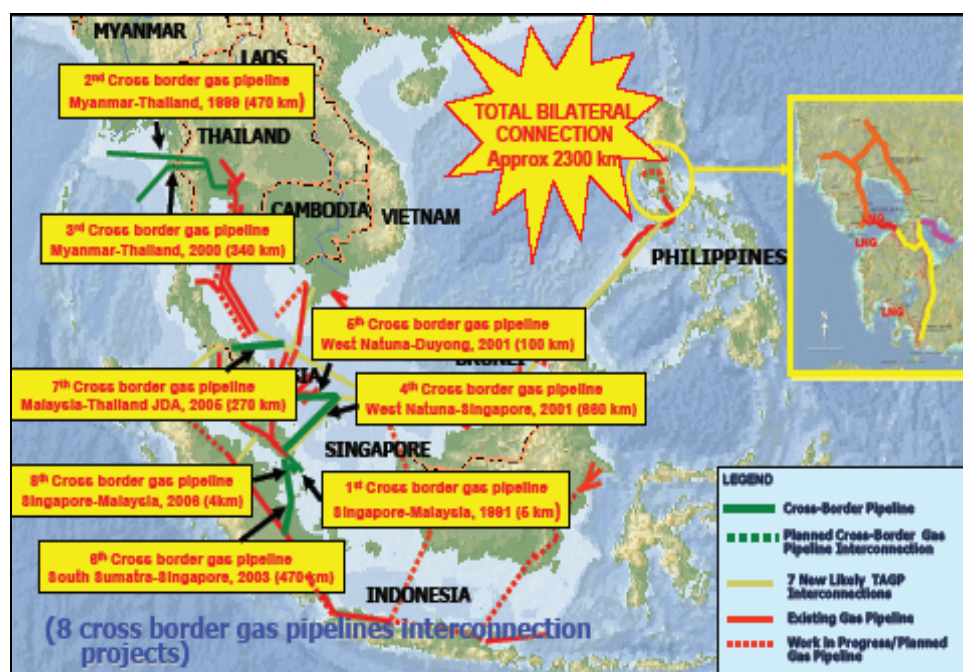 MYANMAR
LAOS
2nd Cross border gas pipeline
Myanmar-Thailand, 1999 (470 km)
THAILAND
TOTAL BILATERAL
CONNECTION
Approx 2300 km
CAMBODIA
VIETNAM
3rd Cross border gas pipeline
Myanmar-Thailand, 2000 (340 km)
PHILIPPINES
LNG
LNG
5th Cross border gas pipeline
West Natuna-Duyong, 2001 (100 km)
BRUNEI
7th Cross border gas pipeline
Malaysia-Thailand JDA, 2005 (270 km)
SIA
4th Cross border gas pipeline
West Natuna-Singapore, 2001 (660 km)
SINGAPORE
8th Cross border gas pipeline
Singapore-Malaysia, 2006 (4km)
1st Cross border gas pipeline
Singapore-Malaysia, 1991 (5 km)
6th Cross border gas pipeline
South Sumatra-Singapore, 2003 (470 km)
INDONESIA
(8 cross border gas pipelines interconnection
projects)
LEGEND
Cross-Border Pipeline
Planned Cross-Border Gas
Pipeline Interconnection
7 New Likely TAGP
Interconnections
Existing Gas Pipeline
Work in Progress/Planned
Gas Pipeline